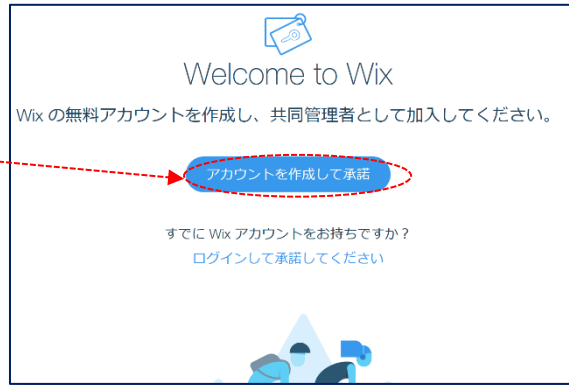 Welcome to Wix
Wix の無料アカウントを作成し、共同管理者として加入してください。
アカウントを作成して承諾
すでに Wix アカウントをお持ちですか？
ログインして承諾してください